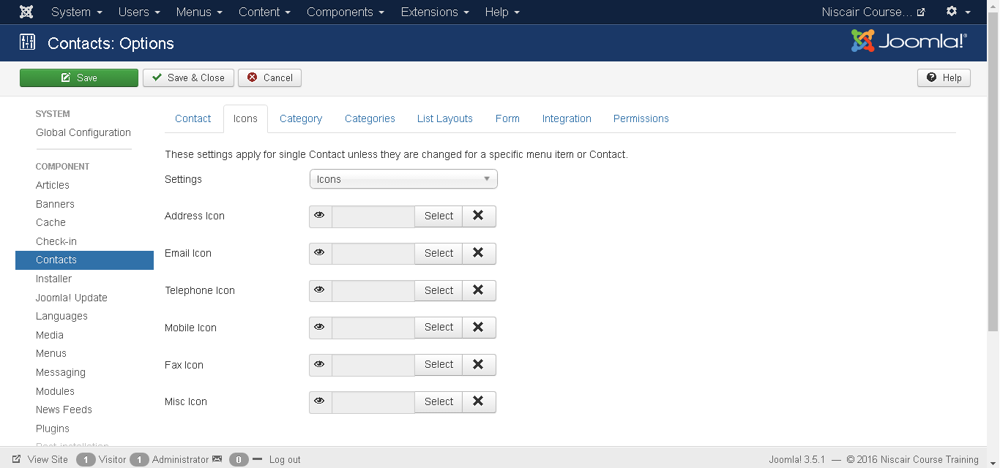 System Users Menus Content Components Extensions Help Niscair Course...
Contacts: Options Joomla!®
Save Save & Close Cancel Help
SYSTEM
Global Configuration
COMPONENT
Articles
Banners
Cache
Check-in
Contacts
Installer
Joomla! Update
Languages
Media
Menus
Messaging
Modules
News Feeds
Plugins
Post-installation
Contact Icons Category Categories List Layouts Form Integration Permissions
These settings apply for single Contact unless they are changed for a specific menu item or Contact.
Settings Icons
Address Icon Select
Email Icon Select
Telephone Icon Select
Mobile Icon Select
Fax Icon Select
Misc Icon Select
View Site 1 Visitor 1 Administrator 0 Log out Joomla! 3.5.1 — © 2016 Niscair Course Training